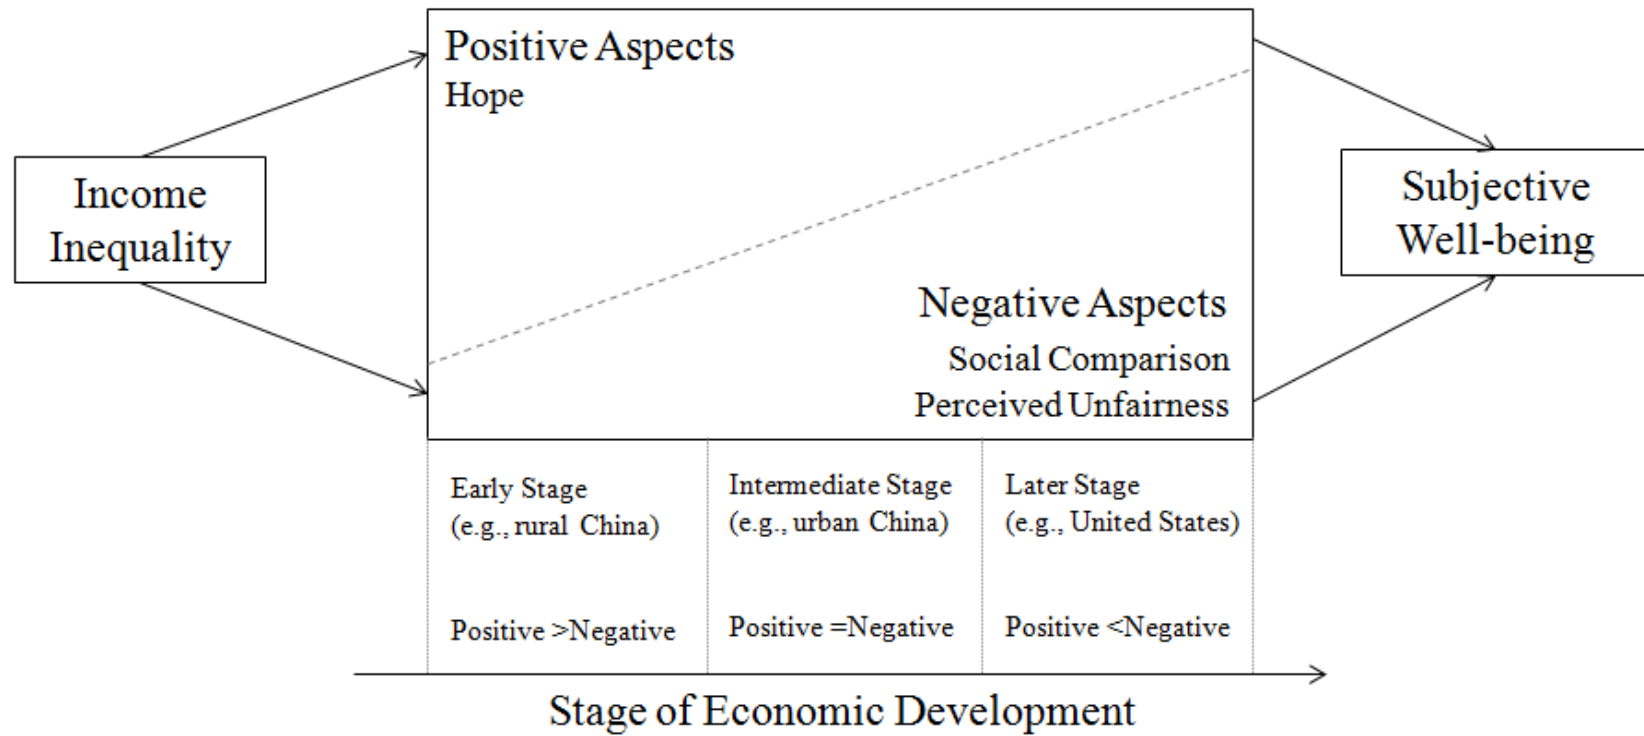 Positive Aspects
Hope
Income
Inequality
Subjective
Well-being
Negative Aspects
Social Comparison
Perceived Unfairness
Early Stage
(e.g., rural China)
Positive >Negative
Intermediate Stage
(e.g., urban China)
Positive =Negative
Later Stage
(e.g., United States)
Positive <Negative
Stage of Economic Development